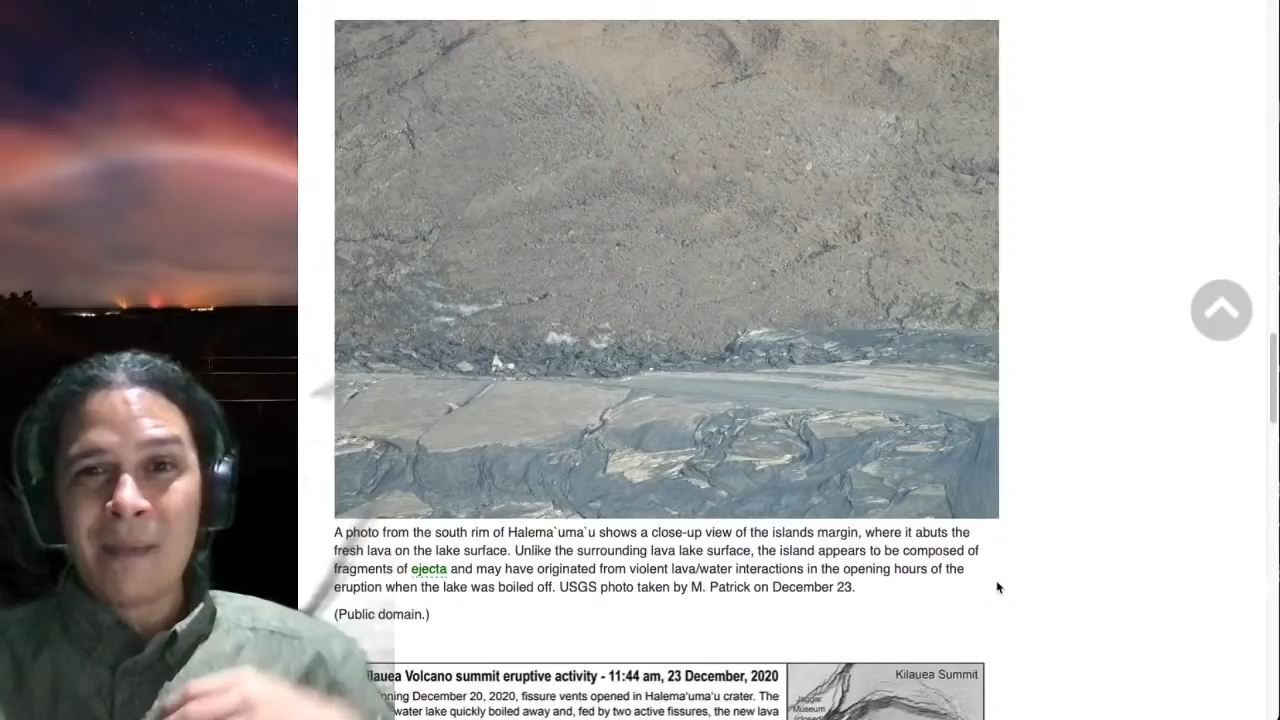 A photo from the south rim of Halema`uma`u shows a close-up view of the islands margin, where it abuts the
fresh lava on the lake surface. Unlike the surrounding lava lake surface, the island appears to be composed of
fragments of ejecta and may have originated from violent lava/water interactions in the opening hours of the
eruption when the lake was boiled off. USGS photo taken by M. Patrick on December 23.
(Public domain.)
Volcano summit eruptive activity - 11:44 am, 23 December, 2020
December 20, 2020, fissure vents opened in Halema'uma'u crater. The
water lake quickly boiled away and, fed by two active fissures, the new lava
Kilauea Summit
Jaggar
Museum
(closed)